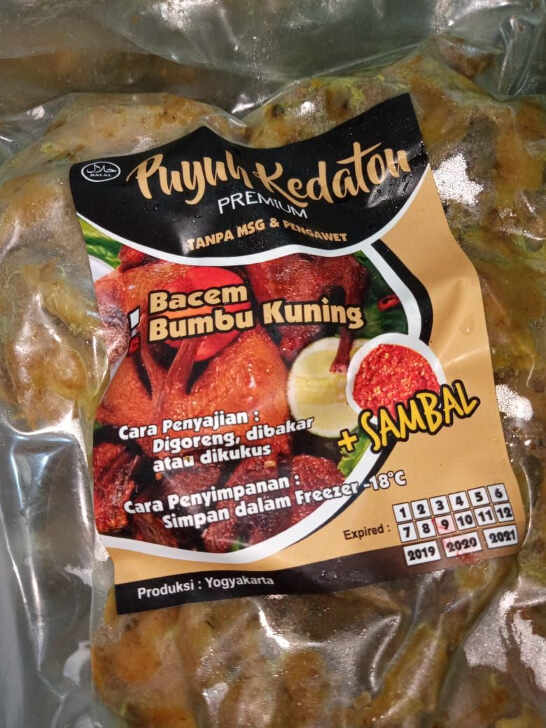 حلال
HALAL
Puyuh Kedaton
PREMIUM
TANPA MSG & PENGAWET
Bacem
Bumbu Kuning
+ SAMBAL
Cara Penyajian :
Digoreng, dibakar
atau dikukus
Cara Penyimpanan :
Simpan dalam Freezer -18°C
Expired :
1 2 3 4 5 6
7 8 9 10 11 12
2019 2020 2021
Produksi : Yogyakarta